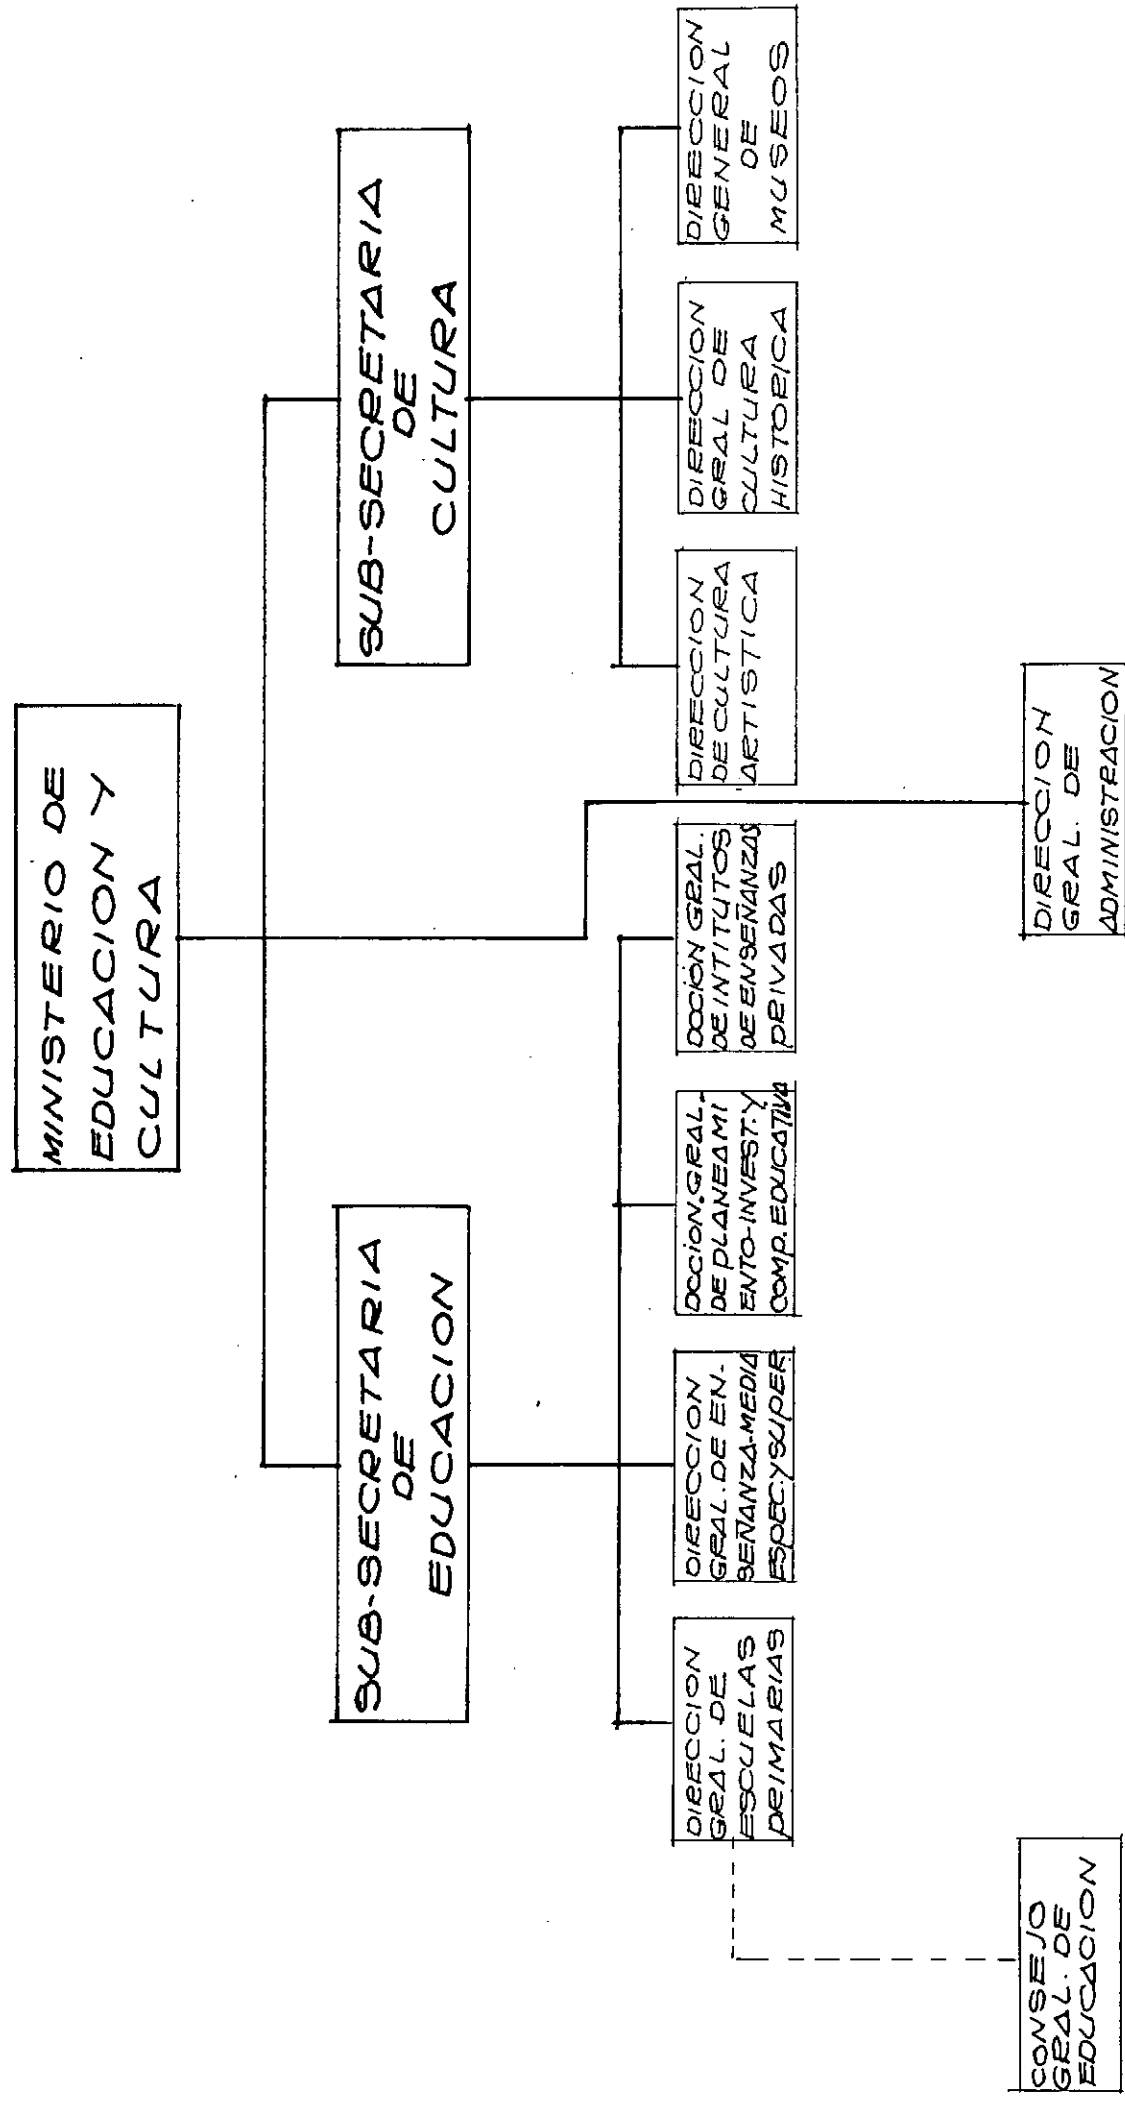 MINISTERIO DE
EDUCACION Y
CULTURA
SUB-SECRETARIA
DE
EDUCACION
SUB-SECRETARIA
DE
CULTURA
DIRECCION
GRAL. DE
ESCUELAS
PRIMARIAS
DIRECCION
GRAL. DE EN-
SEÑANZA-MEDIA
ESPEC.Y SUPER.
DCCION.GRAL.
DE PLANEAMI
ENTO-INVEST.Y
COMP. EDUCATIVA
DCCION GRAL.
DE INTITUTOS
DE ENSEÑANZAS
PRIVADAS
DIRECCION
DE CULTURA
ARTISTICA
DIRECCION
GRAL DE
CULTURA
HISTORICA
DIRECCION
GENERAL
DE
MUSEOS
CONSEJO
GRAL. DE
EDUCACION
DIRECCION
GRAL. DE
ADMINISTRACION